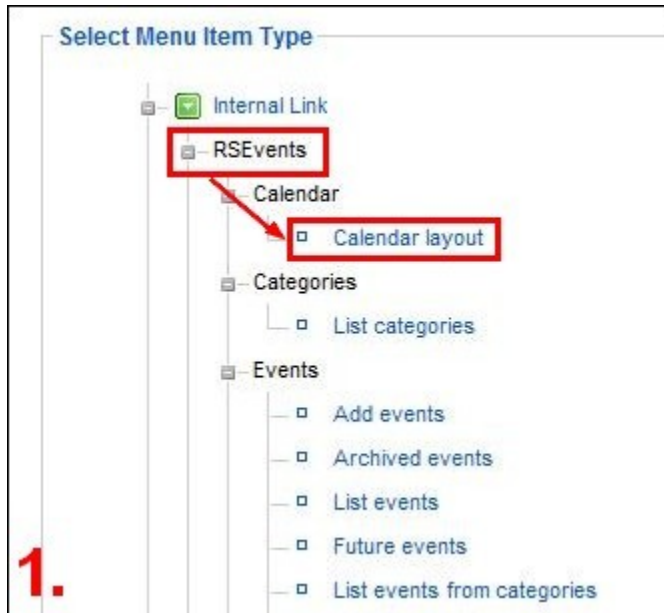 Select Menu Item Type
Internal Link
RSEvents
Calendar
Calendar layout
Categories
List categories
Events
Add events
Archived events
List events
Future events
List events from categories
1.